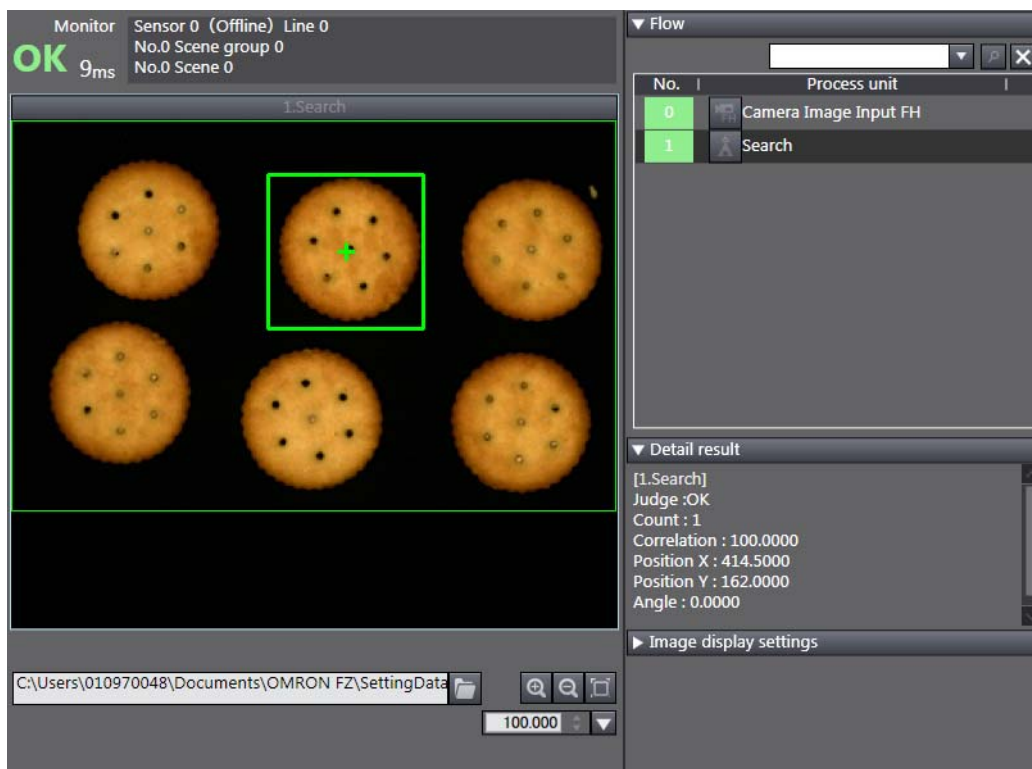 Monitor
OK 9ms
Sensor 0 (Offline) Line 0
No.0 Scene group 0
No.0 Scene 0
1.Search
C:\Users\010970048\Documents\OMRON FZ\SettingData
100.000
Flow
No. Process unit
0 Camera Image Input FH
1 Search
Detail result
[1.Search]
Judge :OK
Count : 1
Correlation : 100.0000
Position X : 414.5000
Position Y : 162.0000
Angle : 0.0000
Image display settings